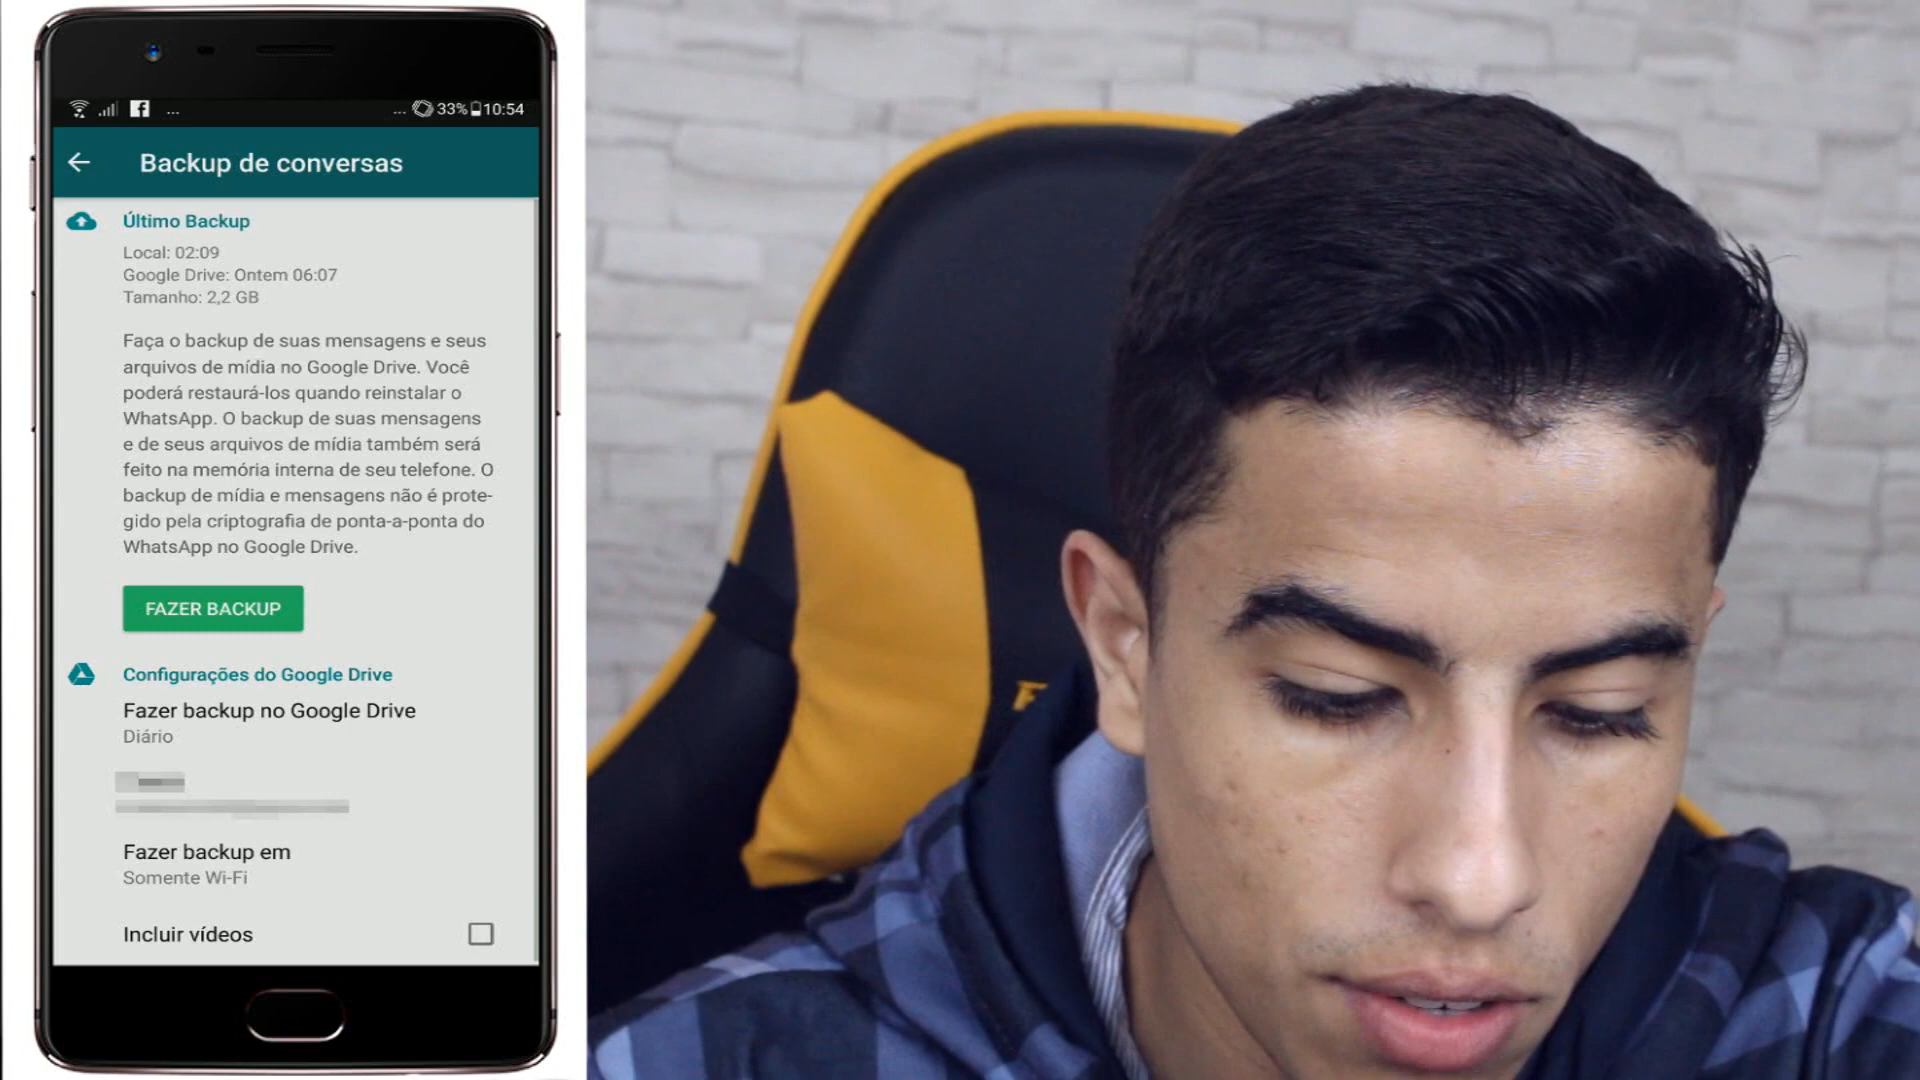 ... ... 33% 10:54
Backup de conversas
Último Backup
Local: 02:09
Google Drive: Ontem 06:07
Tamanho: 2,2 GB
Faça o backup de suas mensagens e seus
arquivos de mídia no Google Drive. Você
poderá restaurá-los quando reinstalar o
WhatsApp. O backup de suas mensagens
e de seus arquivos de mídia também será
feito na memória interna de seu telefone. O
backup de mídia e mensagens não é prote-
gido pela criptografia de ponta-a-ponta do
WhatsApp no Google Drive.
FAZER BACKUP
Configurações do Google Drive
Fazer backup no Google Drive
Diário
Fazer backup em
Somente Wi-Fi
Incluir vídeos